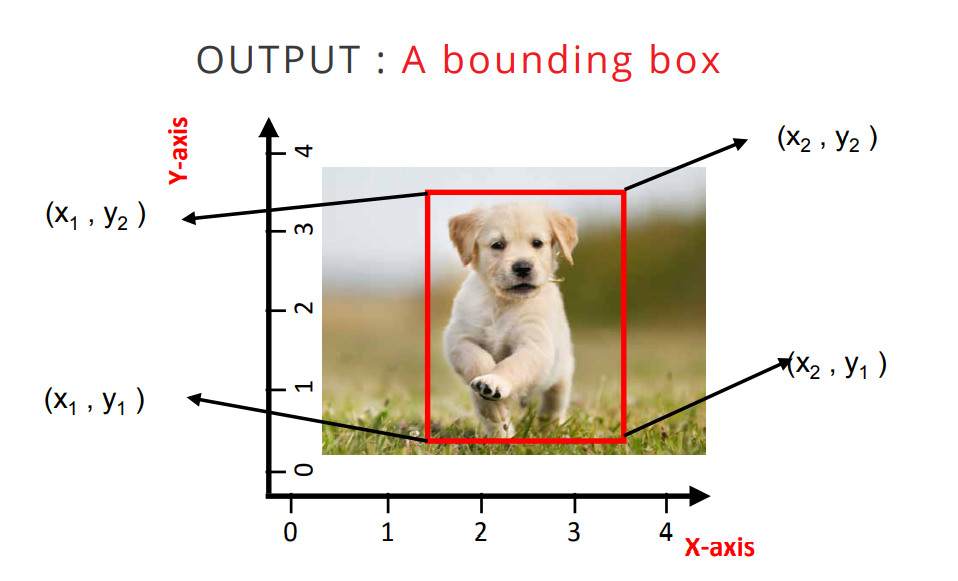 OUTPUT : A bounding box
Y-axis
4
(x₂ , y₂ )
(x₁ , y₂ )
3
2
(x₂ , y₁ )
1
(x₁ , y₁ )
0
0 1 2 3 4
X-axis